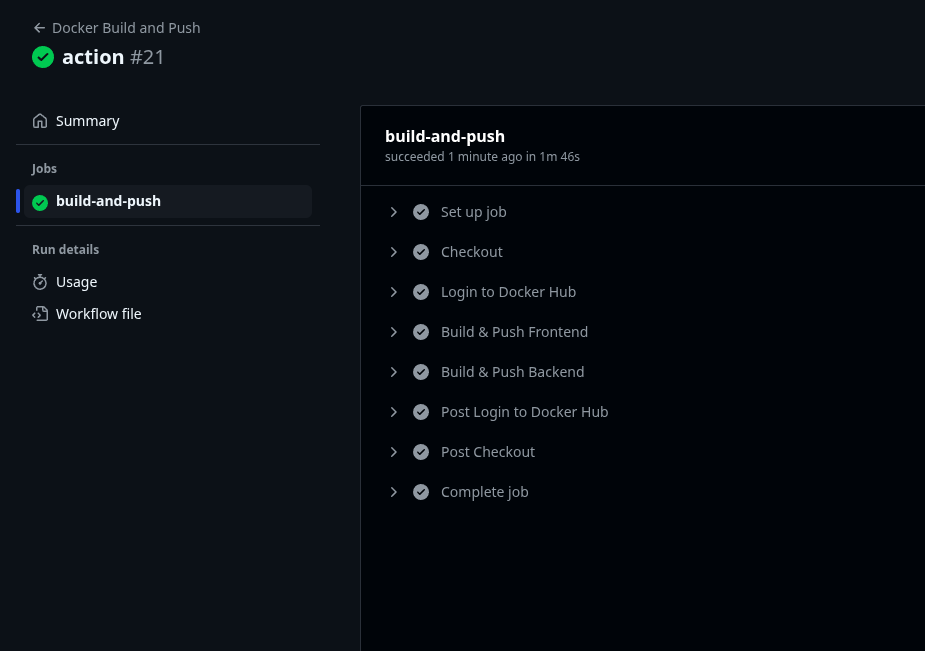 Docker Build and Push
action #21
Summary
Jobs
build-and-push
Run details
Usage
Workflow file
build-and-push
succeeded 1 minute ago in 1m 46s
Set up job
Checkout
Login to Docker Hub
Build & Push Frontend
Build & Push Backend
Post Login to Docker Hub
Post Checkout
Complete job